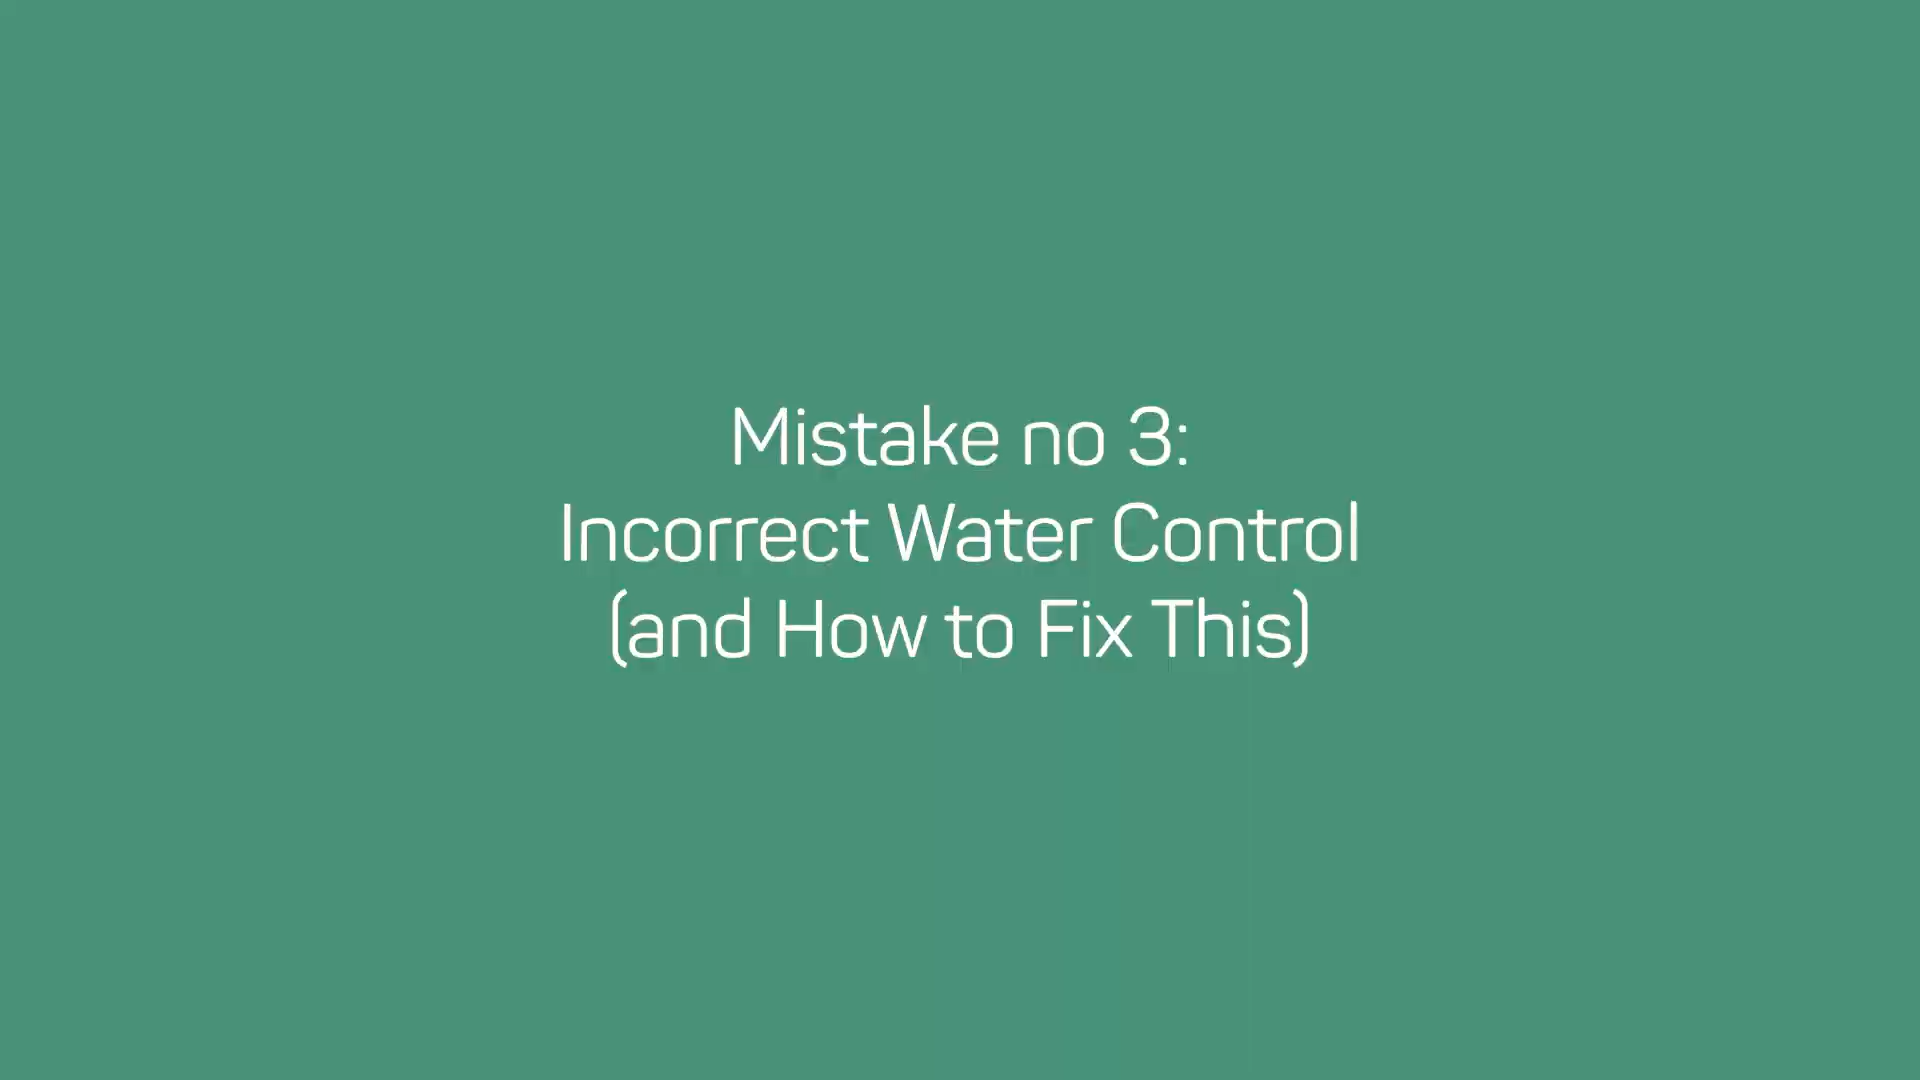 Mistake no 3:
Incorrect Water Control
(and How to Fix This)